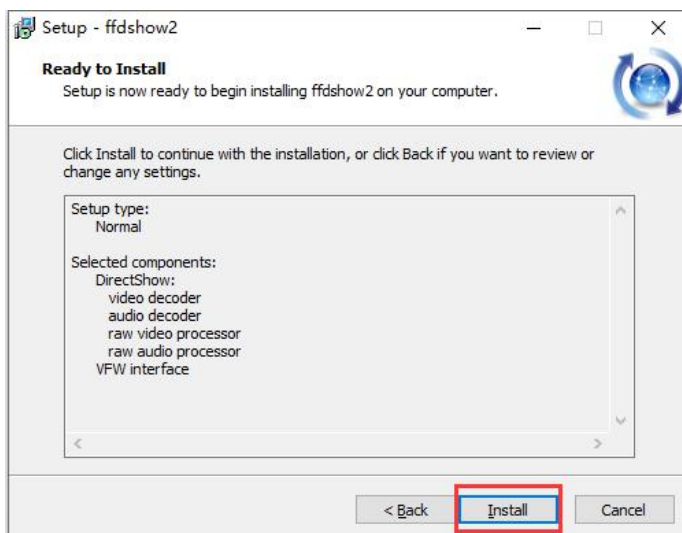 Setup - ffdshow2
Ready to Install
Setup is now ready to begin installing ffdshow2 on your computer.
Click Install to continue with the installation, or click Back if you want to review or
change any settings.
Setup type:
Normal
Selected components:
DirectShow:
video decoder
audio decoder
raw video processor
raw audio processor
VFW interface
< Back
Install
Cancel